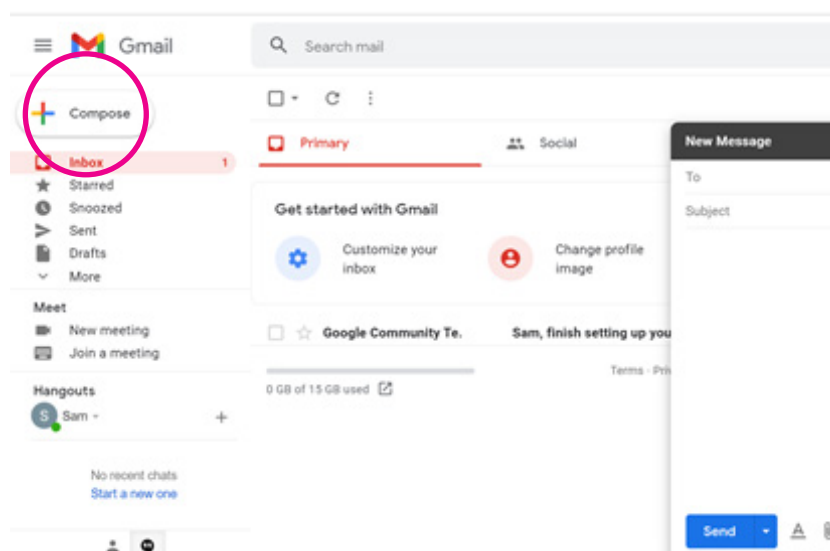 Gmail
Search mail
Compose
Primary
Social
Inbox 1
Starred
Snoozed
Sent
Drafts
More
Meet
New meeting
Join a meeting
Hangouts
S Sam
No recent chats
Start a new one
Get started with Gmail
Customize your
inbox
Change profile
image
Google Community Te. Sam, finish setting up you
Terms · Pri
0 GB of 15 GB used
New Message
To
Subject
Send A